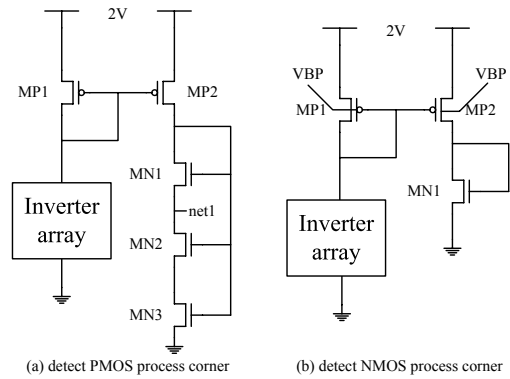 2V
MP1
MP2
MN1
Inverter
array
net1
MN2
MN3
(a) detect PMOS process corner
2V
VBP
VBP
MP1
MP2
MN1
Inverter
array
(b) detect NMOS process corner